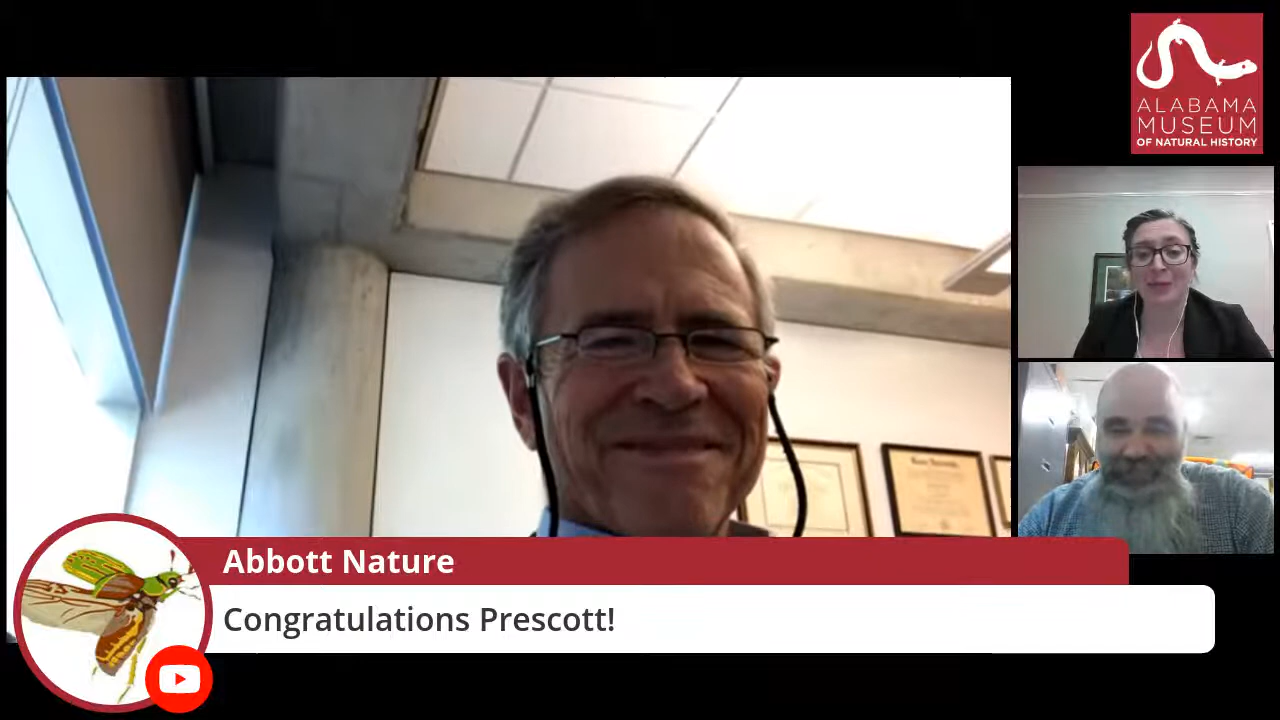 ALABAMA
MUSEUM
OF NATURAL HISTORY
Abbott Nature
Congratulations Prescott!